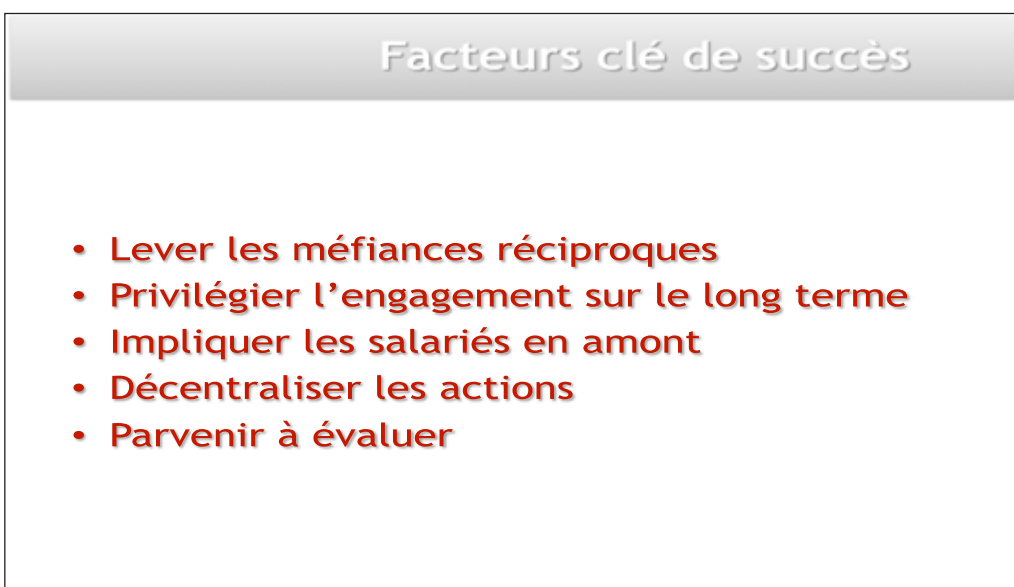 Facteurs clé de succès
• Lever les méfiances réciproques
• Privilégier l’engagement sur le long terme
• Impliquer les salariés en amont
• Décentraliser les actions
• Parvenir à évaluer